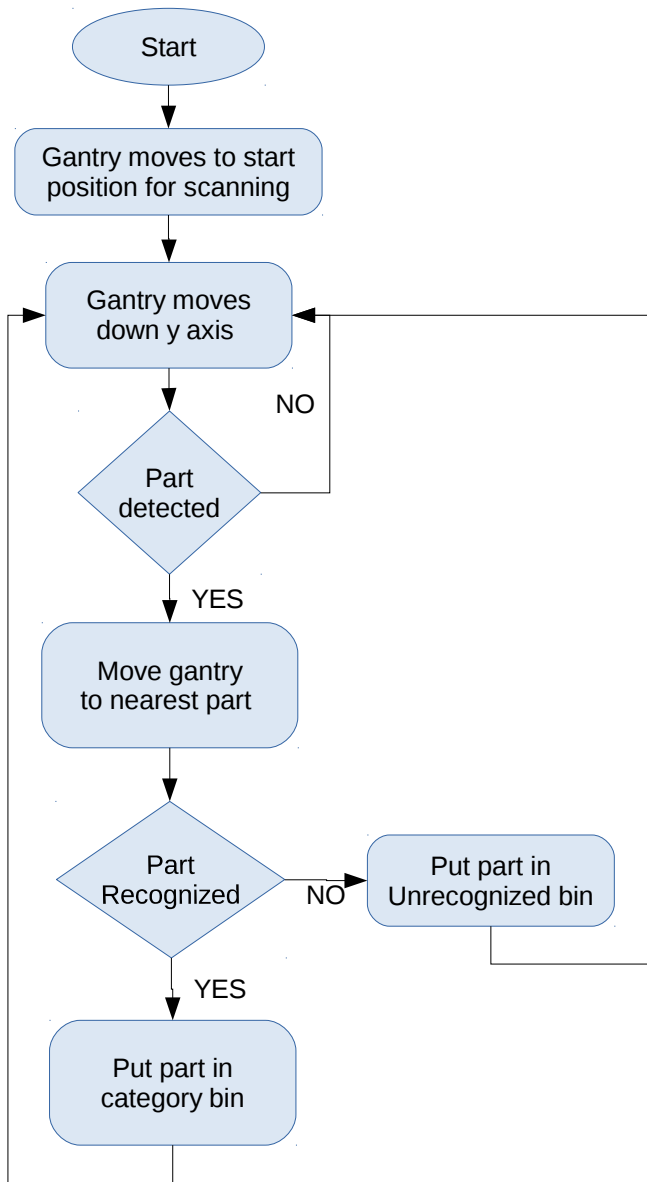 Start
Gantry moves to start
position for scanning
Gantry moves
down y axis
NO
Part
detected
YES
Move gantry
to nearest part
Part
Recognized
NO
Put part in
Unrecognized bin
YES
Put part in
category bin